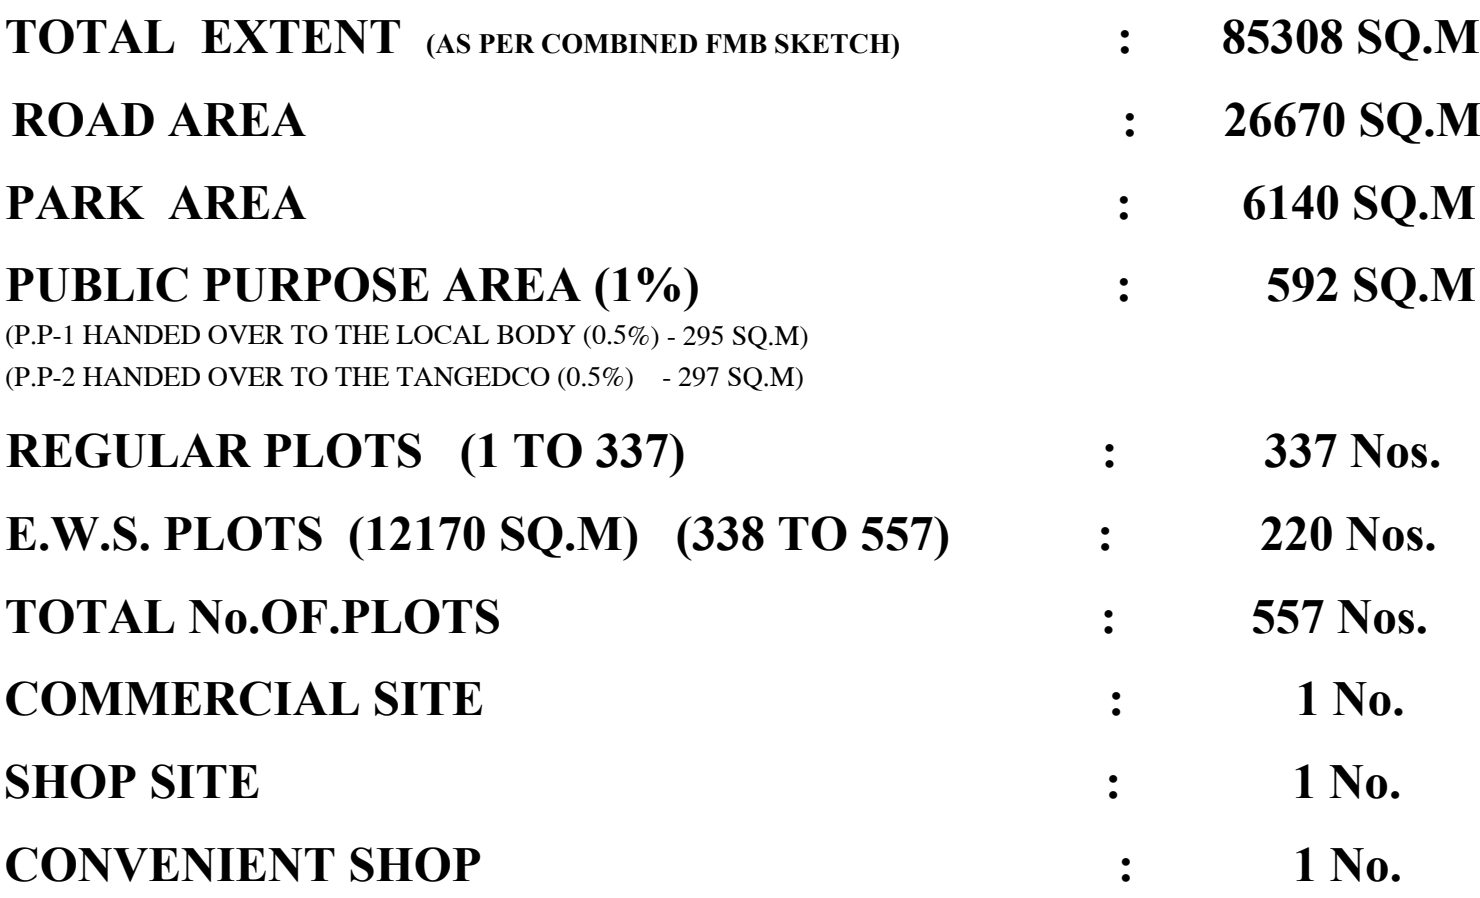 TOTAL EXTENT (AS PER COMBINED FMB SKETCH) : 85308 SQ.M
ROAD AREA : 26670 SQ.M
PARK AREA : 6140 SQ.M
PUBLIC PURPOSE AREA (1%) : 592 SQ.M
(P.P-1 HANDED OVER TO THE LOCAL BODY (0.5%) - 295 SQ.M)
(P.P-2 HANDED OVER TO THE TANGEDCO (0.5%) - 297 SQ.M)
REGULAR PLOTS (1 TO 337) : 337 Nos.
E.W.S. PLOTS (12170 SQ.M) (338 TO 557) : 220 Nos.
TOTAL No.OF.PLOTS : 557 Nos.
COMMERCIAL SITE : 1 No.
SHOP SITE : 1 No.
CONVENIENT SHOP : 1 No.